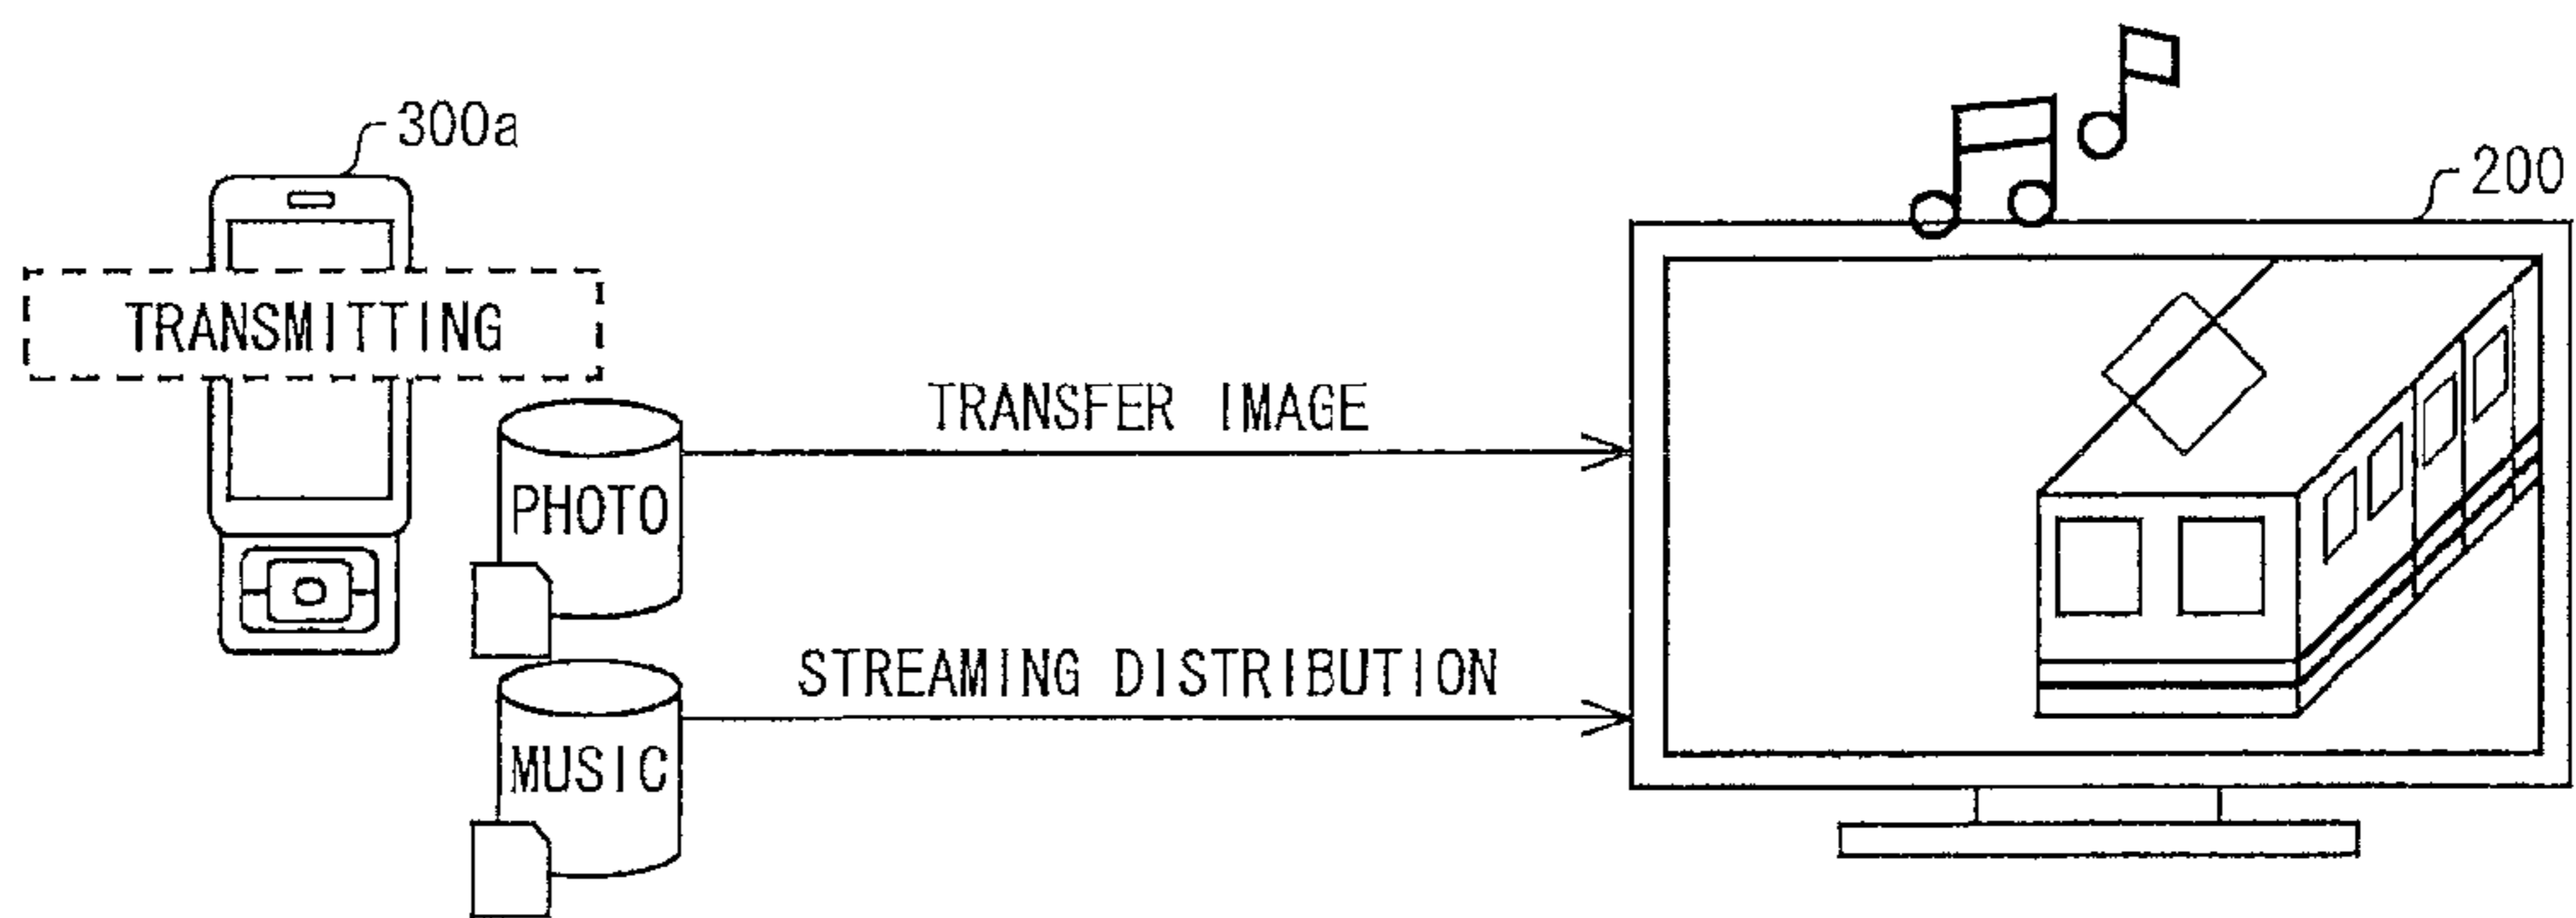 300a
200
TRANSMITTING
TRANSFER IMAGE
PHOTO
STREAMING DISTRIBUTION
MUSIC